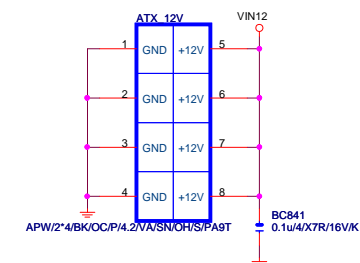 ATX_12V
VIN12
1 GND +12V 5
2 GND +12V 6
3 GND +12V 7
4 GND +12V 8
BC841
APW/2*4/BK/OC/P/4.2/VA/SN/OH/S/PA9T
0.1u/4/X7R/16V/K